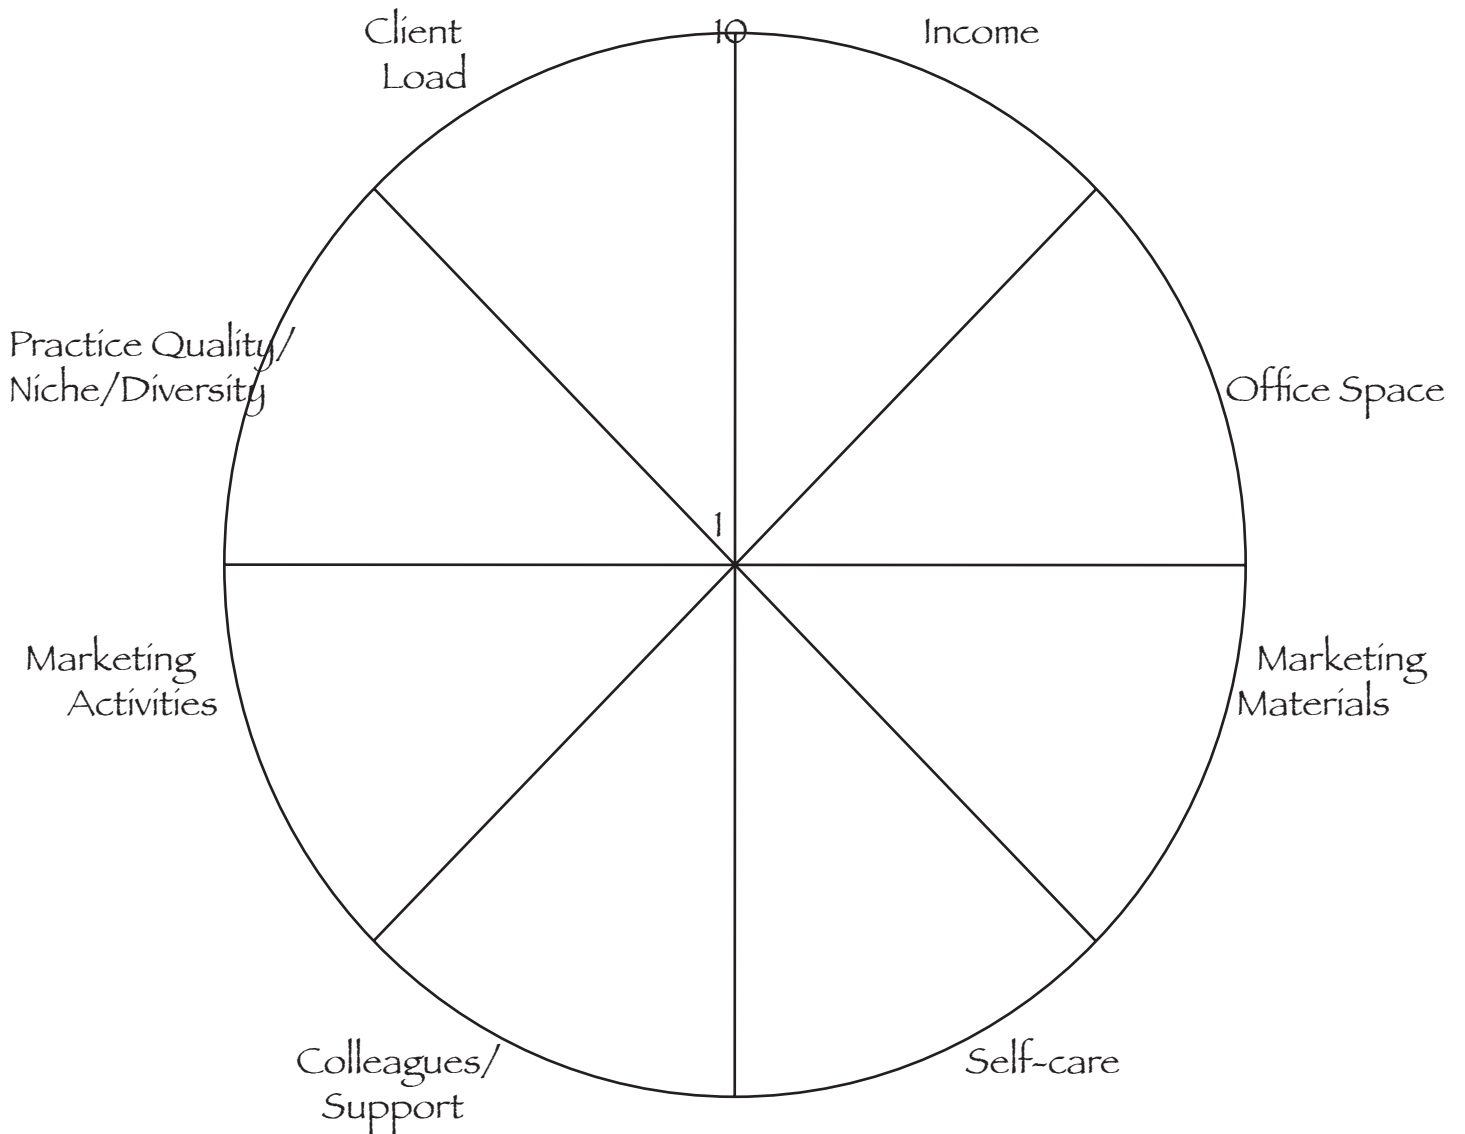 Client
Load
10
Income
Practice Quality/
Niche/Diversity
Office Space
1
Marketing
Activities
Marketing
Materials
Colleagues/
Support
Self-care